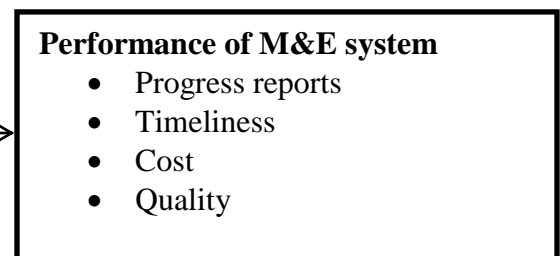 Performance of M&E system
• Progress reports
• Timeliness
• Cost
• Quality